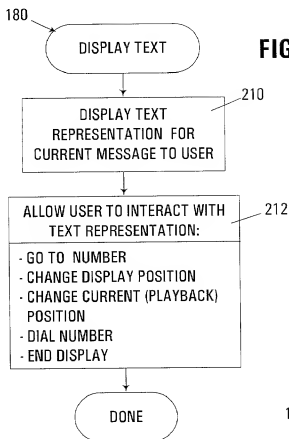 180
DISPLAY TEXT
FIG
210
DISPLAY TEXT
REPRESENTATION FOR
CURRENT MESSAGE TO USER
212
ALLOW USER TO INTERACT WITH
TEXT REPRESENTATION:
- GO TO NUMBER
- CHANGE DISPLAY POSITION
- CHANGE CURRENT (PLAYBACK)
POSITION
- DIAL NUMBER
- END DISPLAY
DONE
1